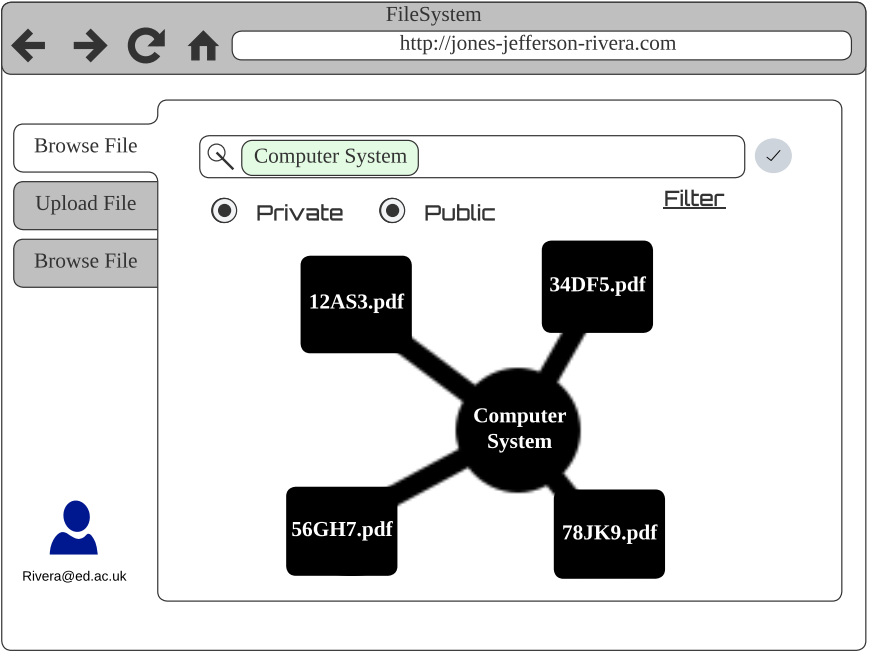 FileSystem
http://jones-jefferson-rivera.com
Browse File
Upload File
Browse File
Computer System
Private
Public
Filter
12AS3.pdf
34DF5.pdf
Computer
System
56GH7.pdf
78JK9.pdf
Rivera@ed.ac.uk